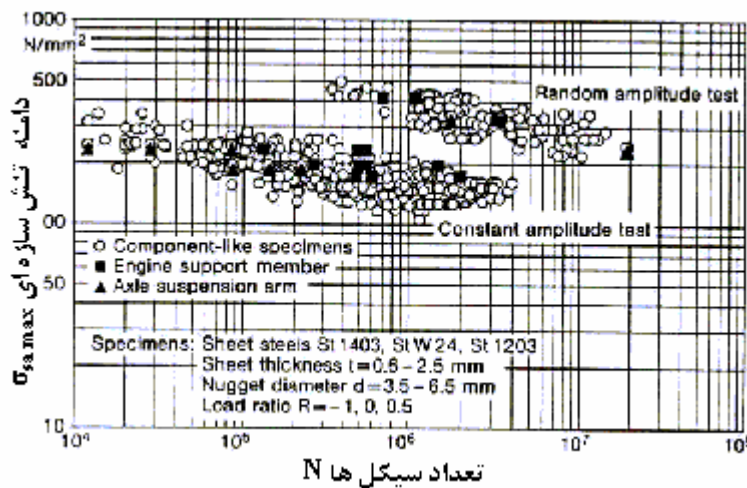 1000
N/mm2
500
Random amplitude test
00
Constant amplitude test
○ Component-like specimens
■ Engine support member
▲ Axle suspension arm
50
Specimens: Sheet steels St 1403, St W 24, St 1203
Sheet thickness t=0.6 – 2.5 mm
Nugget diameter d=3.5 – 6.5 mm
Load ratio R=−1, 0, 0.5
10
10⁴ 10⁵ 10⁶ 10⁷ 10⁸
دامنه تنش سازه ای σsa max
تعداد سیکل ها N